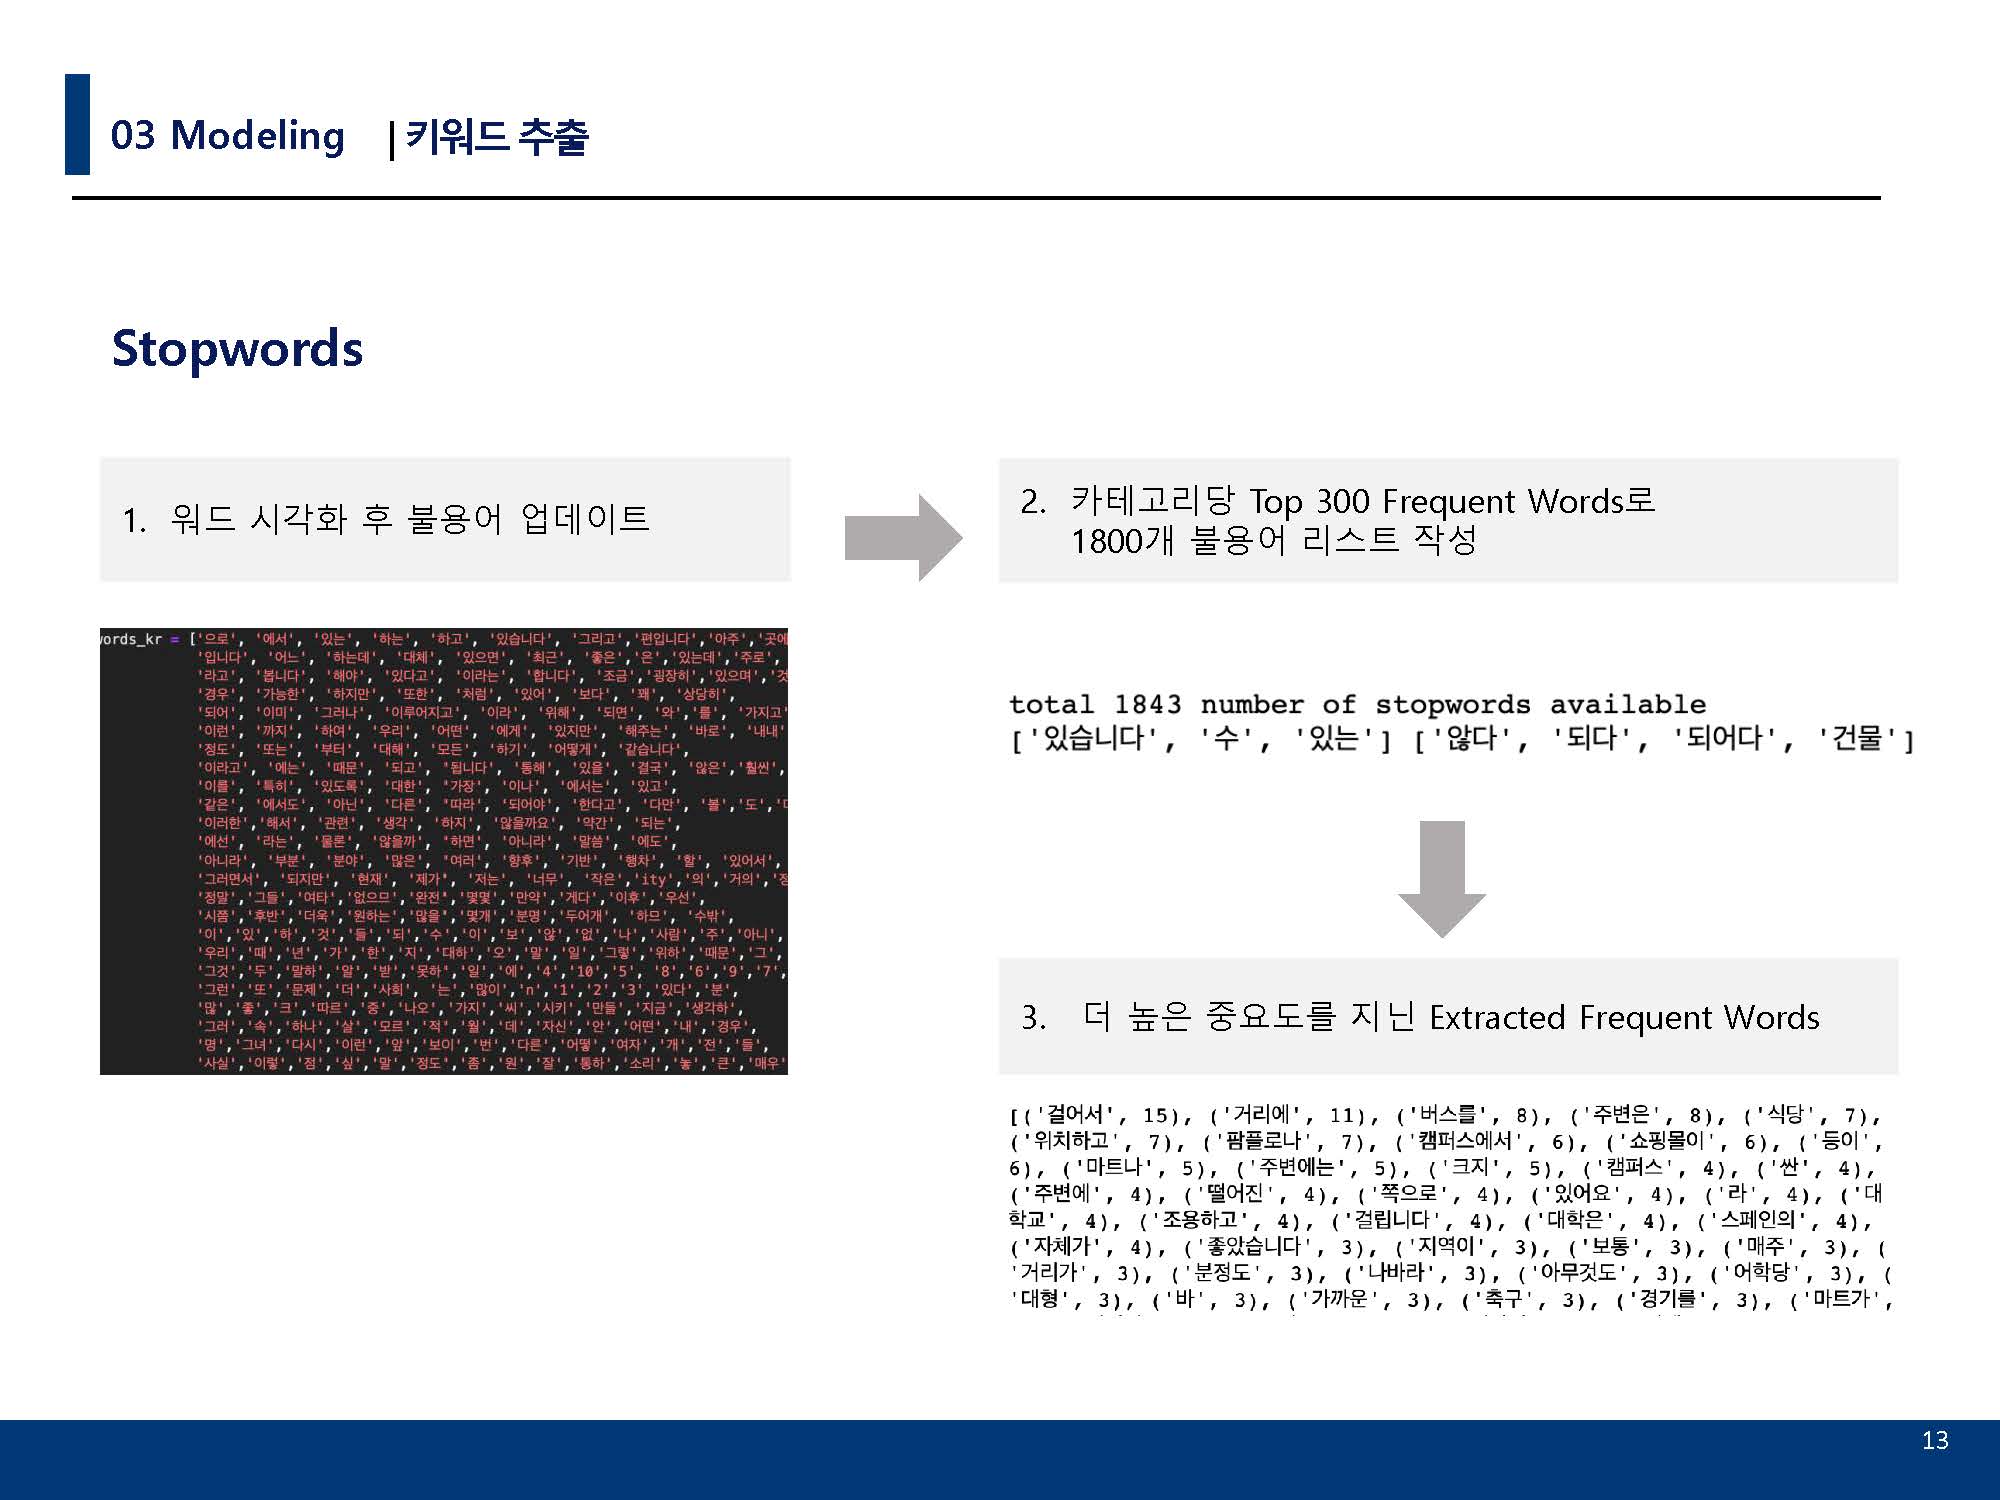 03 Modeling | 키워드 추출
Stopwords
1. 워드 시각화 후 불용어 업데이트
2. 카테고리당 Top 300 Frequent Words로
1800개 불용어 리스트 작성
words_kr = ['으로', '에서', '있는', '하는', '하고', '있습니다', '그리고','편입니다','아주','곳에
'입니다', '어느', '하는데', '대체', '있으면', '최근', '좋은','은','있는데','주로',
'라고', '봅니다', '해야', '있다고', '이라는', '합니다', '조금','굉장히','있으며','것
'경우', '가능한', '하지만', '또한', '처럼', '있어', '보다', '꽤', '상당히',
'되어', '이미', '그러나', '이루어지고', '이라', '위해', '되면', '와','를', '가지고'
'이런', '까지', '하여', '우리', '어떤', '에게', '있지만', '해주는', '바로', '내내'
'정도', '또는', '부터', '대해', '모든', '하기', '어떻게', '같습니다',
'이라고', '에는', '때문', '되고', '됩니다', '통해', '있을', '결국', '않은','훨씬',
'이를', '특히', '있도록', '대한', '가장', '이나', '에서는', '있고',
'같은', '에서도', '아닌', '다른', '따라', '되어야', '한다고', '다만', '볼','도',
'이러한','해서', '관련', '생각', '하지', '않을까요', '약간', '되는',
'에선', '라는', '물론', '않을까', '하면', '아니라', '말씀', '에도',
'아니라', '부분', '분야', '많은', '여러', '향후', '기반', '행차', '할', '있어서',
'그러면서', '되지만', '현재', '제가', '저는', '너무', '작은','ity','의','거의','정
'정말','그들','여타','없으므','완전','몇몇','만약','게다','이후','우선',
'시쯤','후반','더욱','원하는','많을','몇개','분명','두어개', '하므', '수밖',
'이','있','하','것','들','되','수','이','보','않','없','나','사람','주','아니',
'우리','때','년','가','한','지','대하','오','말','일','그렇','위하','때문','그',
'그것','두','말하','알','받','못하','일','에','4','10','5', '8','6','9','7',
'그런','또','문제','더','사회', '는','많이','n','1','2','3','있다','분',
'많','좋','크','따르','중','나오','가지','씨','시키','만들','지금','생각하',
'그러','속','하나','살','모르','적','월','데','자신','안','어떤','내','경우',
'명','그녀','다시','이런','앞','보이','번','다른','어떻','여자','개','전','들',
'사실','이렇','점','싶','말','정도','좀','원','잘','통하','소리','놓','큰','매우'
total 1843 number of stopwords available
['있습니다', '수', '있는'] ['않다', '되다', '되어다', '건물']
3. 더 높은 중요도를 지닌 Extracted Frequent Words
[('걸어서', 15), ('거리에', 11), ('버스를', 8), ('주변은', 8), ('식당', 7),
('위치하고', 7), ('팜플로나', 7), ('캠퍼스에서', 6), ('쇼핑몰이', 6), ('등이',
6), ('마트나', 5), ('주변에는', 5), ('크지', 5), ('캠퍼스', 4), ('싼', 4),
('주변에', 4), ('떨어진', 4), ('쪽으로', 4), ('있어요', 4), ('라', 4), ('대
학교', 4), ('조용하고', 4), ('걸립니다', 4), ('대학은', 4), ('스페인의', 4),
('자체가', 4), ('좋았습니다', 3), ('지역이', 3), ('보통', 3), ('매주', 3), (
'거리가', 3), ('분정도', 3), ('나바라', 3), ('아무것도', 3), ('어학당', 3), (
'대형', 3), ('바', 3), ('가까운', 3), ('축구', 3), ('경기를', 3), ('마트가',
13